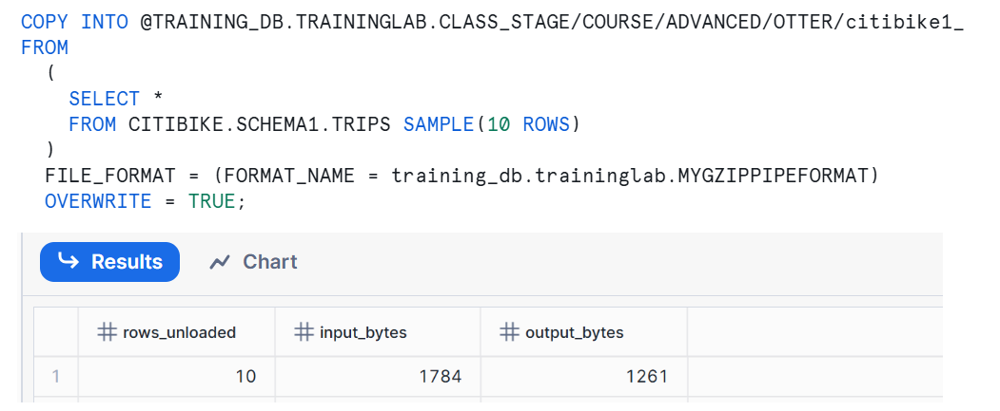 COPY INTO @TRAINING_DB.TRAININGLAB.CLASS_STAGE/COURSE/ADVANCED/OTTER/citibike1_
FROM
(
SELECT *
FROM CITIBIKE.SCHEMA1.TRIPS SAMPLE(10 ROWS)
)
FILE_FORMAT = (FORMAT_NAME = training_db.traininglab.MYGZIPPIPEFORMAT)
OVERWRITE = TRUE;
Results Chart
# rows_unloaded # input_bytes # output_bytes
1 10 1784 1261